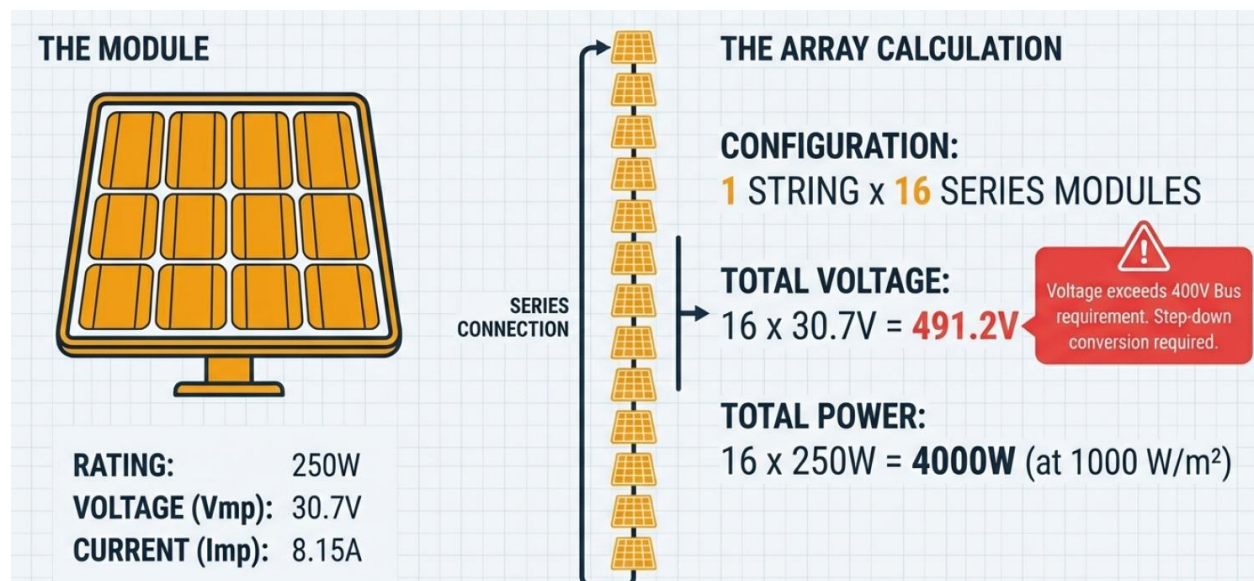 THE MODULE
RATING: 250W
VOLTAGE (Vmp): 30.7V
CURRENT (Imp): 8.15A
SERIES
CONNECTION
THE ARRAY CALCULATION
CONFIGURATION:
1 STRING x 16 SERIES MODULES
TOTAL VOLTAGE:
16 x 30.7V = 491.2V
Voltage exceeds 400V Bus
requirement. Step-down
conversion required.
TOTAL POWER:
16 x 250W = 4000W (at 1000 W/m²)